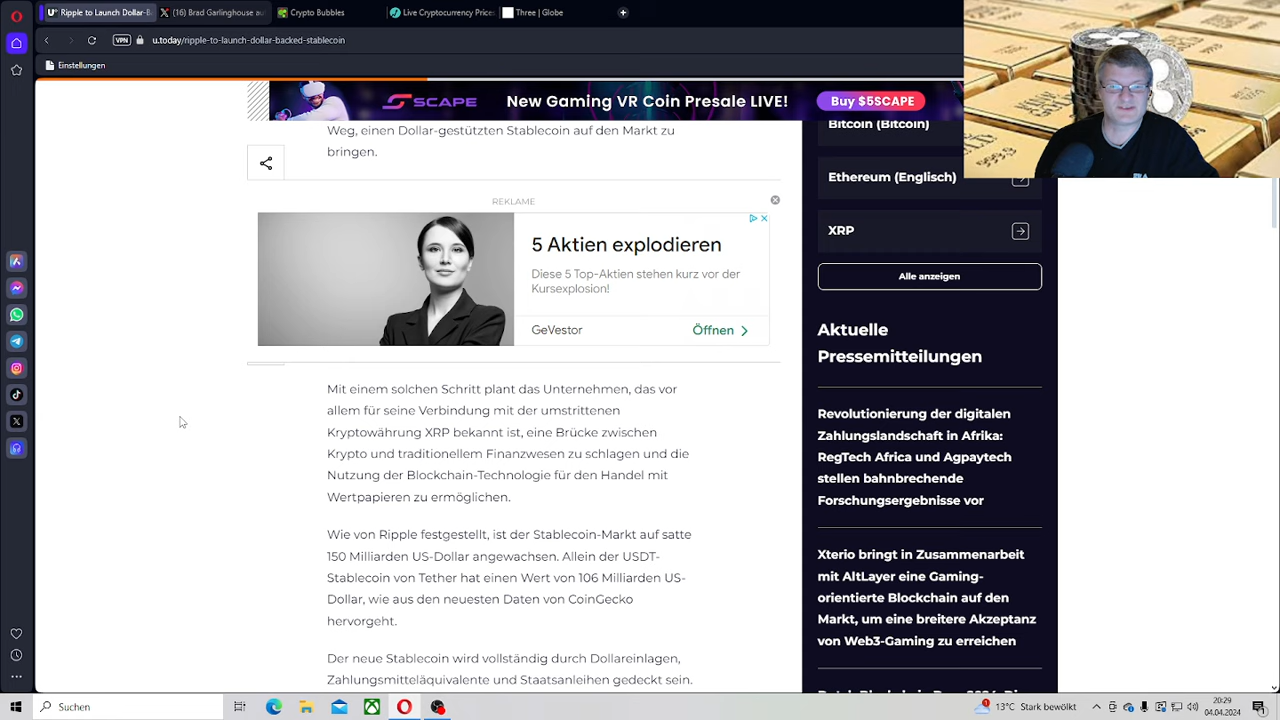 Ripple to Launch Dollar-B
(16) Brad Garlinghouse au
Crypto Bubbles
Live Cryptocurrency Price
Three | Globe
VPN
u.today/ripple-to-launch-dollar-backed-stablecoin
Einstellungen
SCAPE
New Gaming VR Coin Presale LIVE!
Buy $5SCAPE
Weg, einen Dollar-gestützten Stablecoin auf den Markt zu
bringen.
REKLAME
5 Aktien explodieren
Diese 5 Top-Aktien stehen kurz vor der
Kursexplosion!
GeVestor
Öffnen
Mit einem solchen Schritt plant das Unternehmen, das vor
allem für seine Verbindung mit der umstrittenen
Kryptowährung XRP bekannt ist, eine Brücke zwischen
Krypto und traditionellem Finanzwesen zu schlagen und die
Nutzung der Blockchain-Technologie für den Handel mit
Wertpapieren zu ermöglichen.
Wie von Ripple festgestellt, ist der Stablecoin-Markt auf satte
150 Milliarden US-Dollar angewachsen. Allein der USDT-
Stablecoin von Tether hat einen Wert von 106 Milliarden US-
Dollar, wie aus den neuesten Daten von CoinGecko
hervorgeht.
Der neue Stablecoin wird vollständig durch Dollareinlagen,
Zahlungsmitteläquivalente und Staatsanleihen gedeckt sein.
Bitcoin (Bitcoin)
Ethereum (Englisch)
XRP
Alle anzeigen
Aktuelle
Pressemitteilungen
Revolutionierung der digitalen
Zahlungslandschaft in Afrika:
RegTech Africa und Agpaytech
stellen bahnbrechende
Forschungsergebnisse vor
Xterio bringt in Zusammenarbeit
mit AltLayer eine Gaming-
orientierte Blockchain auf den
Markt, um eine breitere Akzeptanz
von Web3-Gaming zu erreichen
Suchen
13°C Stark bewölkt
20:29
04.04.2024